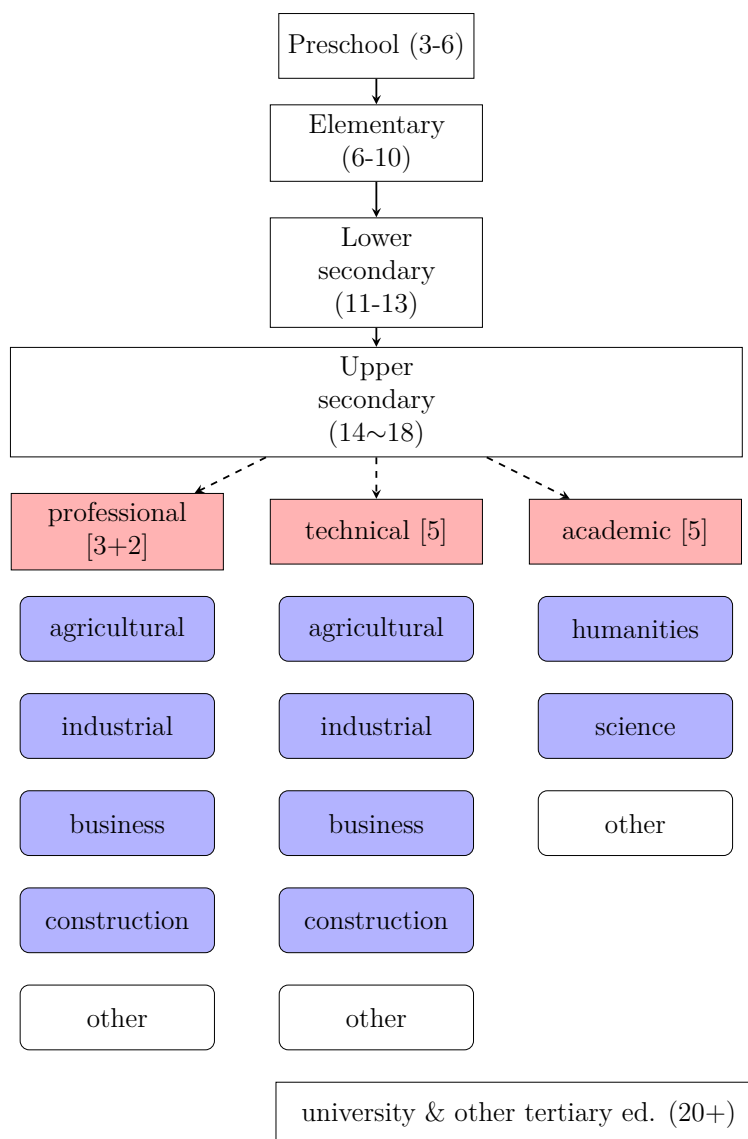 Preschool (3-6)
Elementary
(6-10)
Lower
secondary
(11-13)
Upper
secondary
(14~18)
professional
[3+2]
technical [5]
academic [5]
agricultural
agricultural
humanities
industrial
industrial
science
business
business
other
construction
construction
other
other
university & other tertiary ed. (20+)